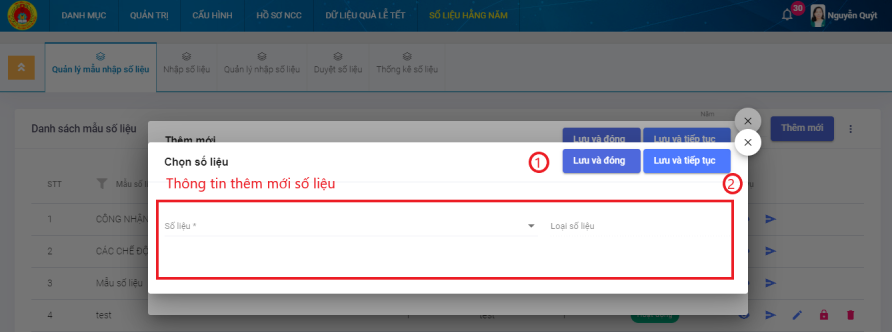 DANH MỤC QUẢN TRỊ CẤU HÌNH HỒ SƠ NCC DỮ LIỆU QUÀ LỄ TẾT SỐ LIỆU HẰNG NĂM 30 Nguyễn Quýt
Quản lý mẫu nhập số liệu Nhập số liệu Quản lý nhập số liệu Duyệt số liệu Thống kê số liệu
Năm
Danh sách mẫu số liệu Thêm mới
Thêm mới Lưu và đóng Lưu và tiếp tục
Chọn số liệu 1 Lưu và đóng Lưu và tiếp tục
Thông tin thêm mới số liệu 2
STT Mẫu số
Số liệu * Loại số liệu
1 CÔNG NHÂN
2 CÁC CHẾ ĐỘ
3 Mẫu số liệu
4 test test